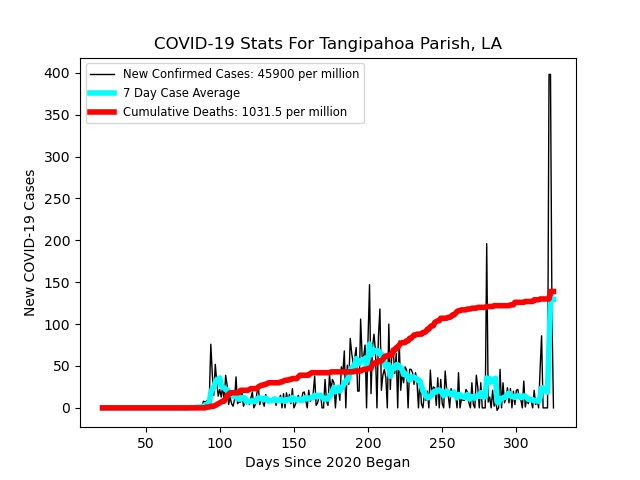 COVID-19 Stats For Tangipahoa Parish, LA
New Confirmed Cases: 45900 per million
7 Day Case Average
Cumulative Deaths: 1031.5 per million
New COVID-19 Cases
400
350
300
250
200
150
100
50
0
50 100 150 200 250 300
Days Since 2020 Began